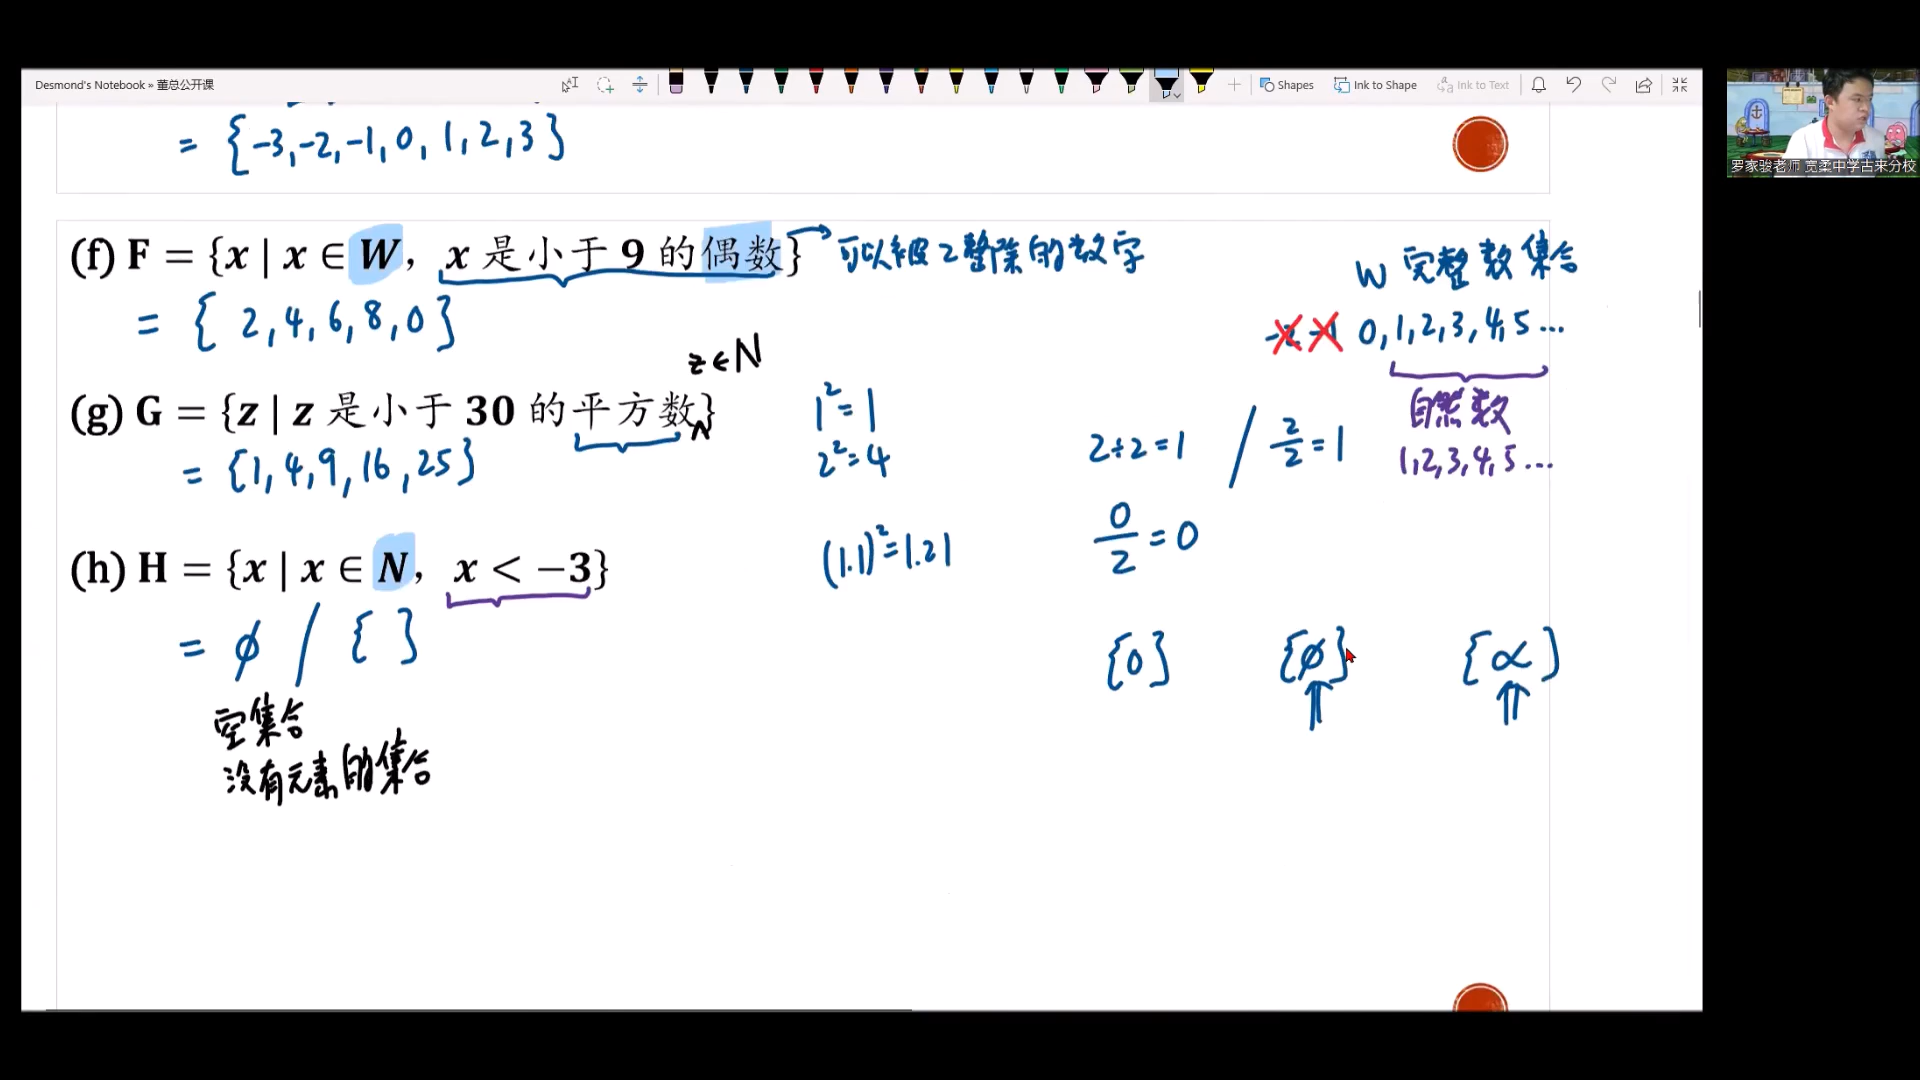 Desmond's Notebook » 董总公开课
Shapes
Ink to Shape
Ink to Text
罗家骏老师 宽柔中学古来分校
= {-3,-2,-1,0,1,2,3}
(f) F = {x | x ∈ W, x 是小于 9 的偶数} → 可以被2整除的数字
= { 2,4,6,8,0}
W 完整数集合
-2 -1 0,1,2,3,4,5...
自然数
1,2,3,4,5...
z∈N
(g) G = {z | z 是小于 30 的平方数}
= {1,4,9,16,25}
1²=1
2²=4
(1.1)²=1.21
2÷2=1 / 2/2=1
0/2=0
(h) H = {x | x ∈ N, x < −3}
= ϕ / { }
空集合
没有元素的集合
{0} {ϕ} {α}